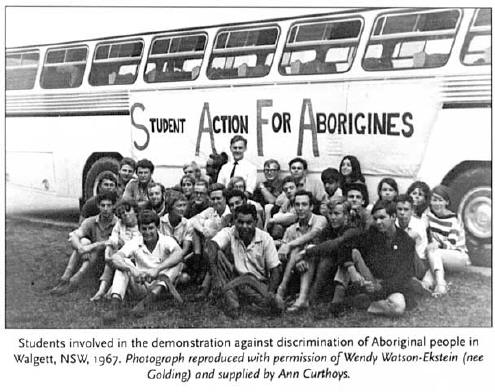 STUDENT ACTION FOR ABORIGINES
Students involved in the demonstration against discrimination of Aboriginal people in
Walgett, NSW, 1967. Photograph reproduced with permission of Wendy Watson-Ekstein (nee
Golding) and supplied by Ann Curthoys.